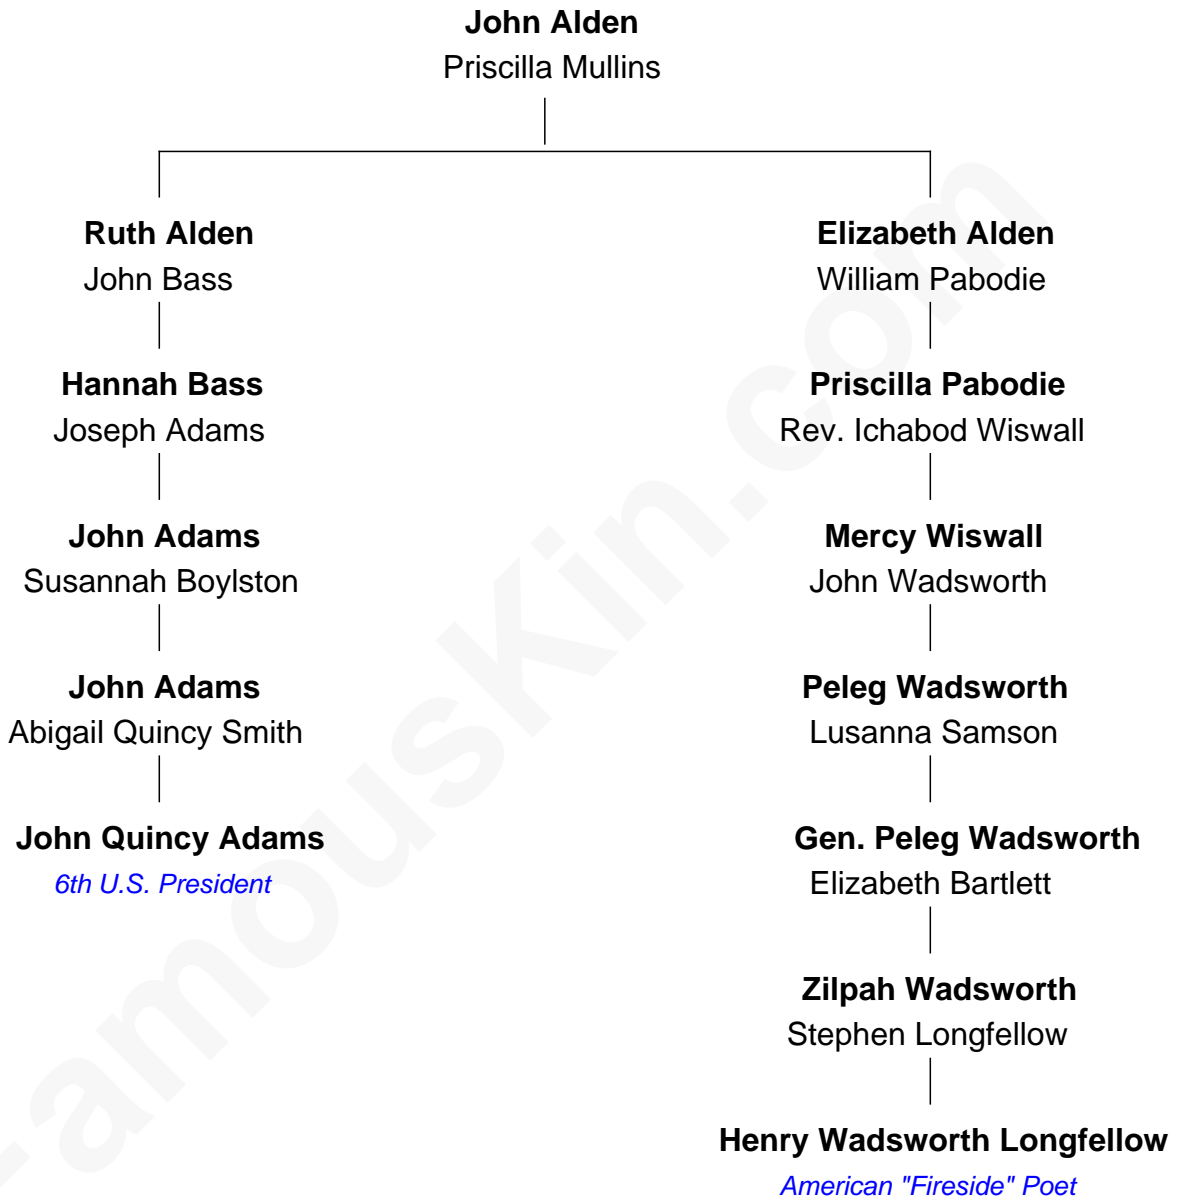 John Alden
Priscilla Mullins
Ruth Alden
John Bass
Elizabeth Alden
William Pabodie
Hannah Bass
Joseph Adams
Priscilla Pabodie
Rev. Ichabod Wiswall
John Adams
Susannah Boylston
Mercy Wiswall
John Wadsworth
John Adams
Abigail Quincy Smith
Peleg Wadsworth
Lusanna Samson
John Quincy Adams
6th U.S. President
Gen. Peleg Wadsworth
Elizabeth Bartlett
Zilpah Wadsworth
Stephen Longfellow
Henry Wadsworth Longfellow
American "Fireside" Poet
FamousKin.com